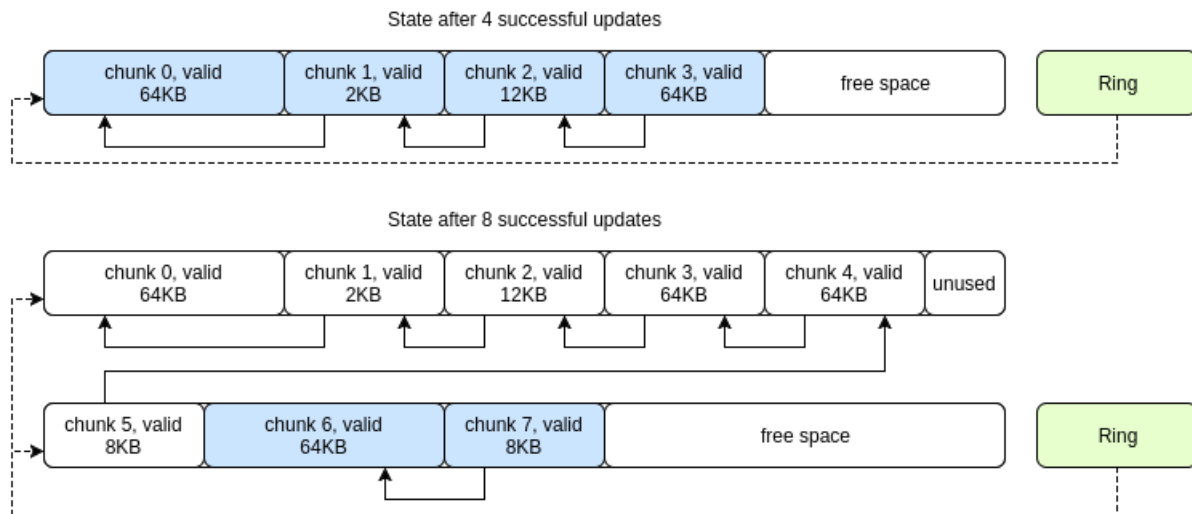 State after 4 successful updates
chunk 0, valid
64KB
chunk 1, valid
2KB
chunk 2, valid
12KB
chunk 3, valid
64KB
free space
Ring
State after 8 successful updates
chunk 0, valid
64KB
chunk 1, valid
2KB
chunk 2, valid
12KB
chunk 3, valid
64KB
chunk 4, valid
64KB
unused
chunk 5, valid
8KB
chunk 6, valid
64KB
chunk 7, valid
8KB
free space
Ring